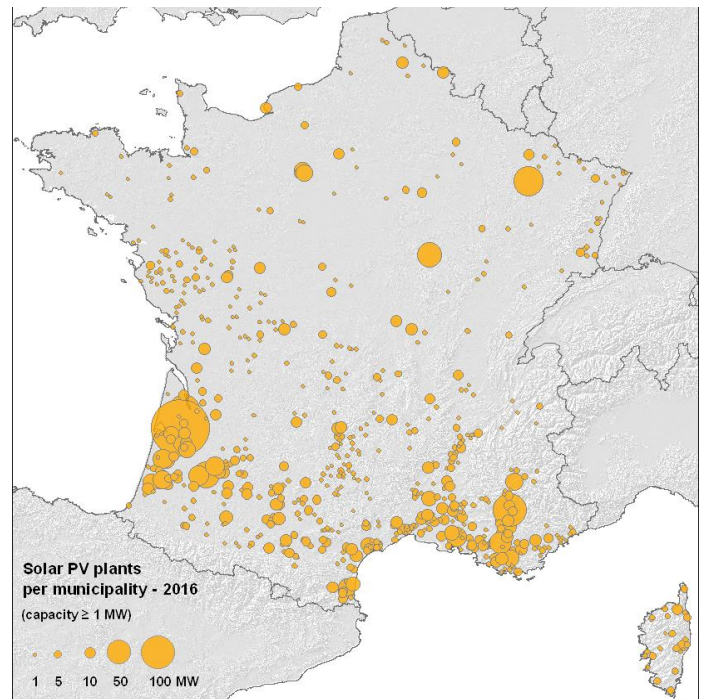 Solar PV plants
per municipality - 2016
(capacity ≥ 1 MW)
1 5 10 50 100 MW